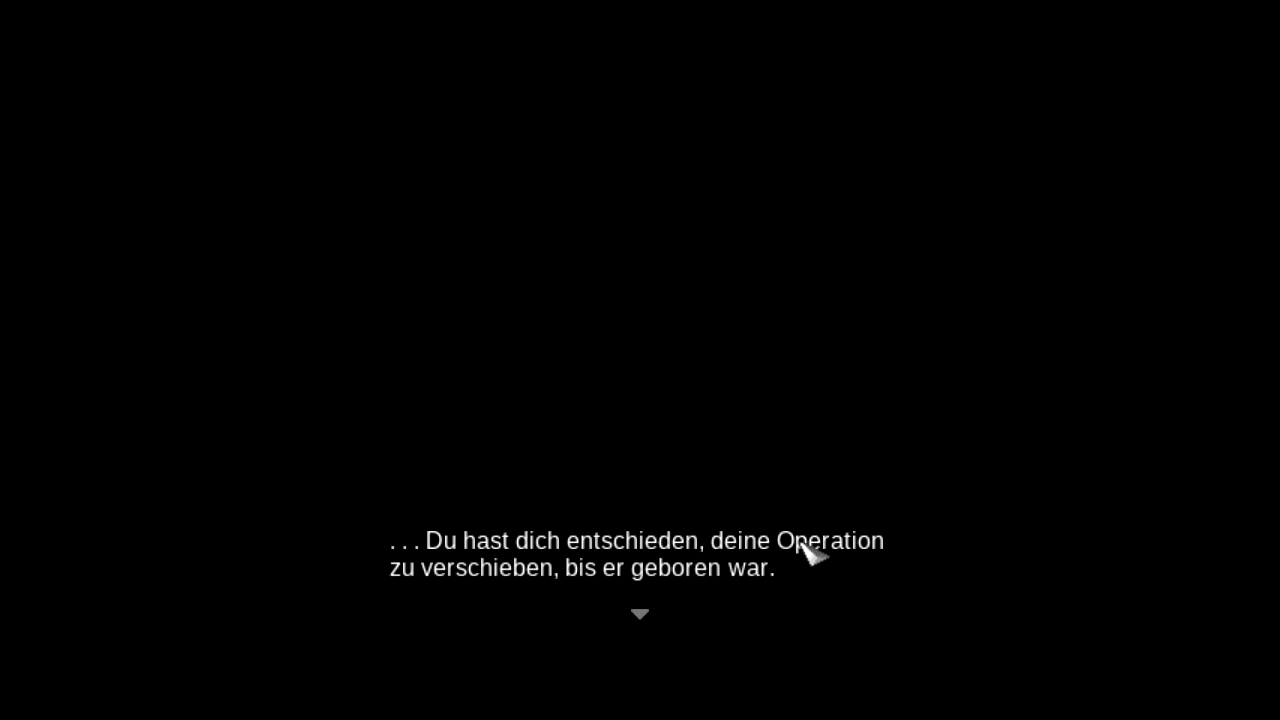 . . . Du hast dich entschieden, deine Operation
zu verschieben, bis er geboren war.